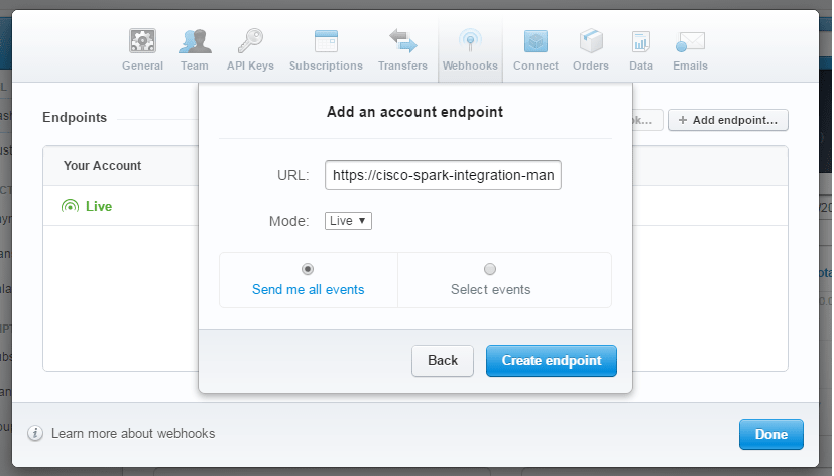 General Team API Keys Subscriptions Transfers Webhooks Connect Orders Data Emails
Add an account endpoint
Endpoints
+ Add endpoint...
Your Account
URL: https://cisco-spark-integration-man
Live
Mode: Live ▼
Send me all events Select events
Back Create endpoint
Learn more about webhooks
Done